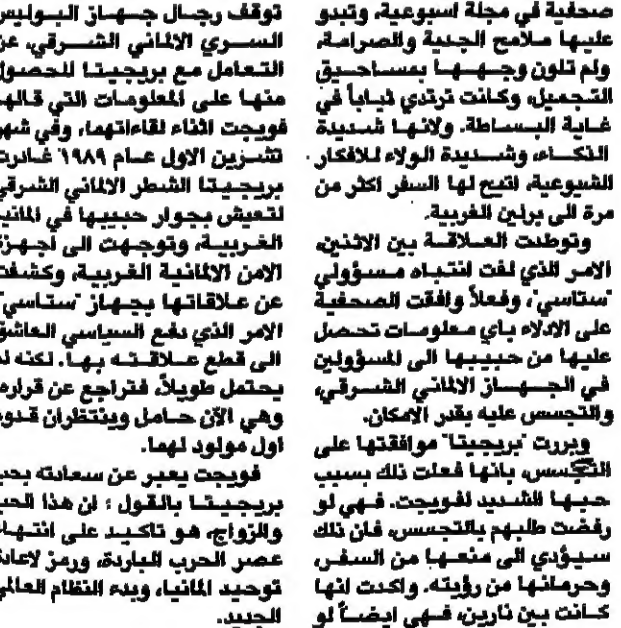 صحفية في مجلة اسبوعية، وتبدو
عليها ملامح الجدية والصرامة،
ولم تلون وجهها بمساحيق
التجميل، وكانت ترتدي ثياباً في
غاية البساطة. ولانها شديدة
الذكاء، وشديدة الولاء للافكار
الشيوعية، اتيح لها السفر اكثر من
مرة الى برلين الغربية.
وتوطدت العلاقة بين الاثنين،
الامر الذي لفت انتباه مسؤولي
"ستاسي"، وفعلاً وافقت الصحفية
على الادلاء باي معلومات تحصل
عليها من حبيبها الى المسؤولين
في الجهاز الالماني الشرقي،
والتجسس عليه بقدر الامكان.
وبررت "بريجيتا" موافقتها على
التجسس، بانها فعلت ذلك بسبب
حبها الشديد لفويجت. فهي لو
رفضت طلبهم بالتجسس، فان ذلك
سيؤدي الى منعها من السفر،
وحرمانها من رؤيته. واكدت انها
كانت بين نارين، فهي ايضاً لو
توقف رجال جهاز البوليس
السري الالماني الشرقي، عن
التعامل مع بريجيتا للحصول
منها على المعلومات التي قالها
فويجت اثناء لقاءاتهما، وفي شهر
تشرين الاول عام ١٩٨٩ غادرت
بريجيتا الشطر الالماني الشرقي
لتعيش بجوار حبيبها في المانيا
الغربية، وتوجهت الى اجهزة
الامن الالمانية الغربية، وكشفت
عن علاقاتها بجهاز "ستاسي"
الامر الذي دفع السياسي العاشق
الى قطع علاقته بها. لكنه لم
يحتمل طويلاً، فتراجع عن قراره،
وهي الآن حامل وينتظران قدوم
اول مولود لهما.
فويجت يعبر عن سعادته بحب
بريجيتا بالقول : ان هذا الحب
والزواج، هو تاكيد على انتهاء
عصر الحرب الباردة، ورمز لاعادة
توحيد المانيا، وبدء النظام العالمي
الجديد.